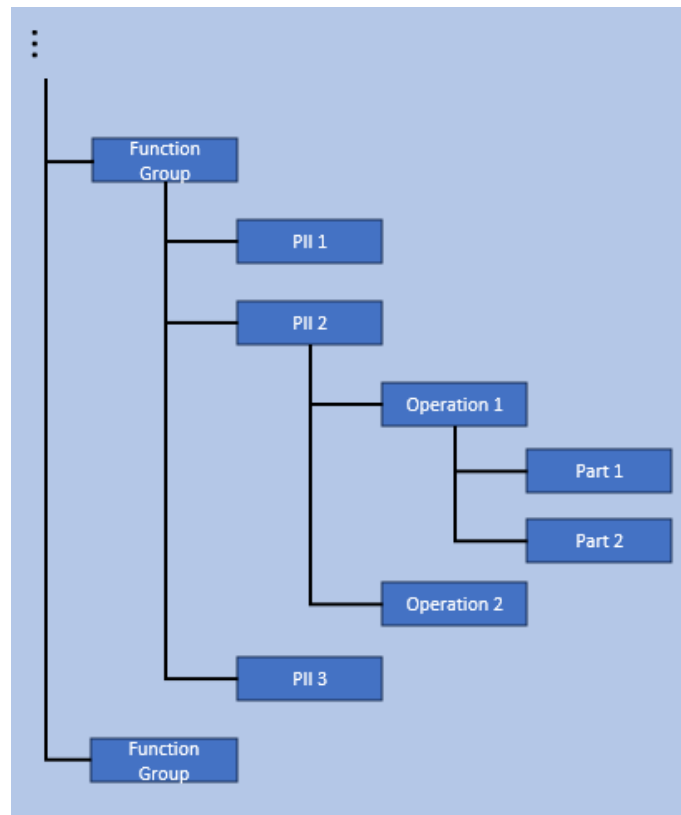 ⋮
Function
Group
PII 1
PII 2
Operation 1
Part 1
Part 2
Operation 2
PII 3
Function
Group